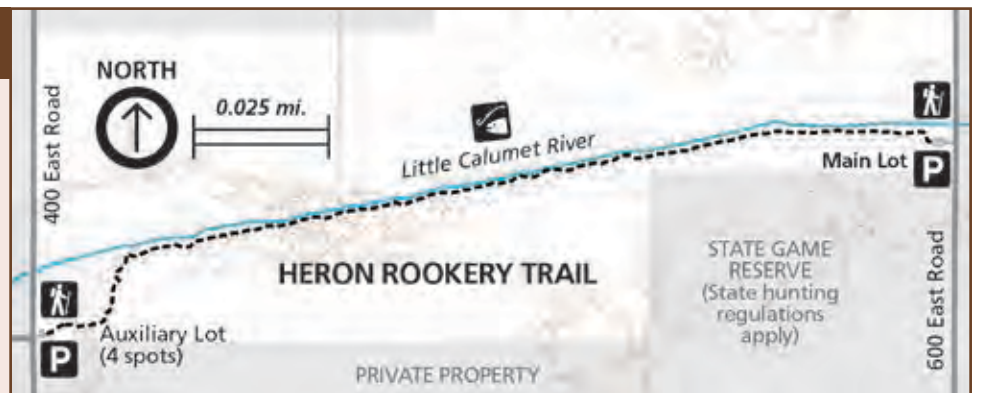 NORTH
0.025 mi.
400 East Road
Little Calumet River
Main Lot
P
HERON ROOKERY TRAIL
STATE GAME
RESERVE
(State hunting
regulations
apply)
600 East Road
Auxiliary Lot
(4 spots)
P
PRIVATE PROPERTY